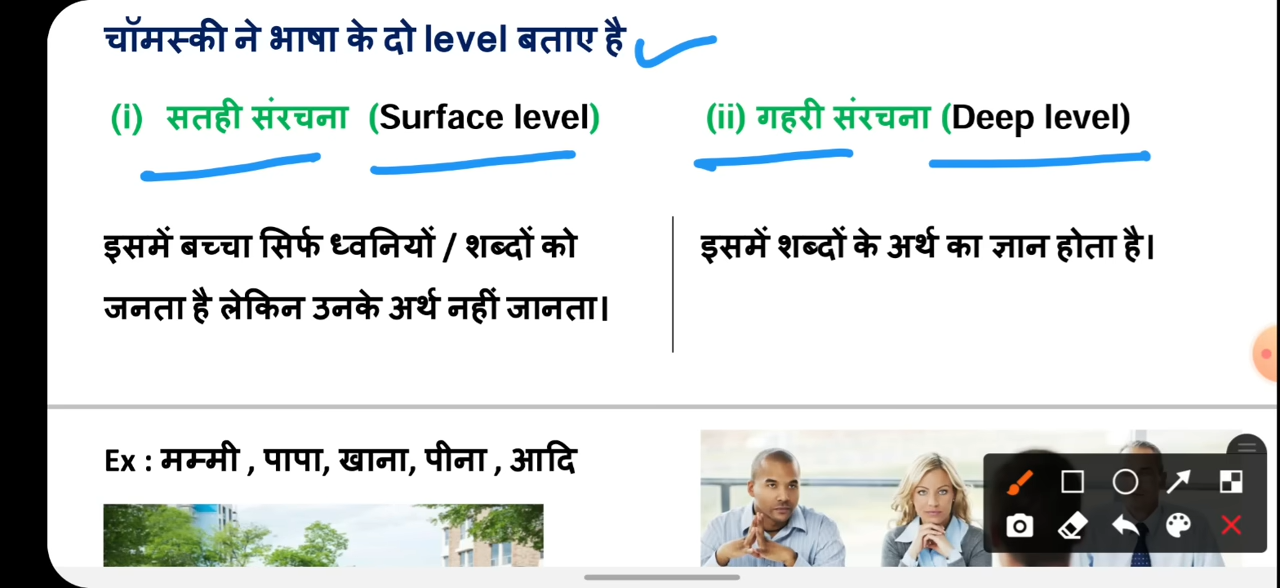 चॉमस्की ने भाषा के दो level बताए है
(i) सतही संरचना (Surface level)
(ii) गहरी संरचना (Deep level)
इसमें बच्चा सिर्फ ध्वनियों / शब्दों को
जनता है लेकिन उनके अर्थ नहीं जानता।
इसमें शब्दों के अर्थ का ज्ञान होता है।
Ex : मम्मी , पापा, खाना, पीना , आदि